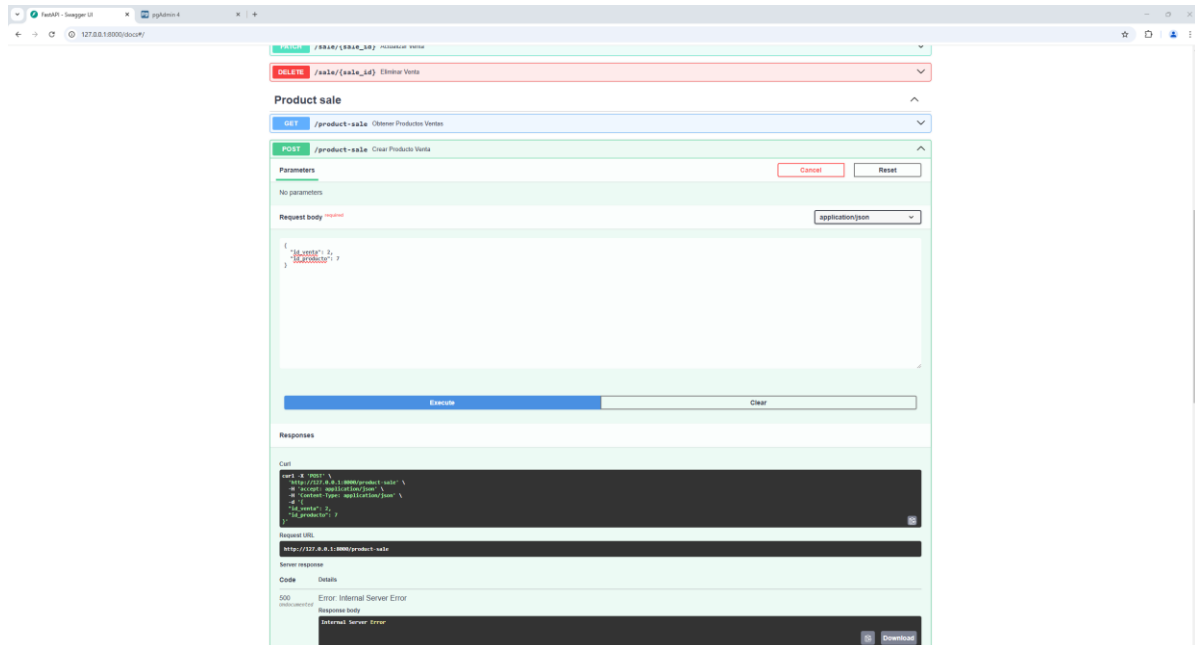 FastAPI - Swagger UI
pgAdmin 4
127.0.0.1:8000/docs#/
PATCH /sale/{sale_id} Actualizar Venta
DELETE /sale/{sale_id} Eliminar Venta
Product sale
GET /product-sale Obtener Productos Ventas
POST /product-sale Crear Producto Venta
Parameters
Cancel
Reset
No parameters
Request body required
application/json
{
"id_venta": 2,
"id_producto": 7
}
Execute
Clear
Responses
Curl
curl -X 'POST' \
'http://127.0.0.1:8000/product-sale' \
-H 'accept: application/json' \
-H 'Content-Type: application/json' \
-d '{
"id_venta": 2,
"id_producto": 7
}'
Request URL
http://127.0.0.1:8000/product-sale
Server response
Code Details
500 Error: Internal Server Error
undocumented
Response body
Internal Server Error
Download